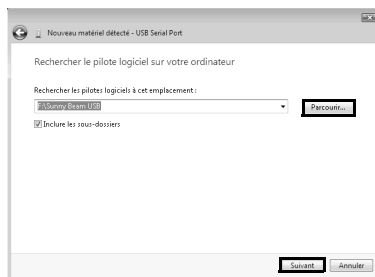 Nouveau matériel détecté - USB Serial Port
Rechercher le pilote logiciel sur votre ordinateur
Rechercher les pilotes logiciels à cet emplacement :
F:\Sunny Beam USB
Parcourir...
Inclure les sous-dossiers
Suivant
Annuler